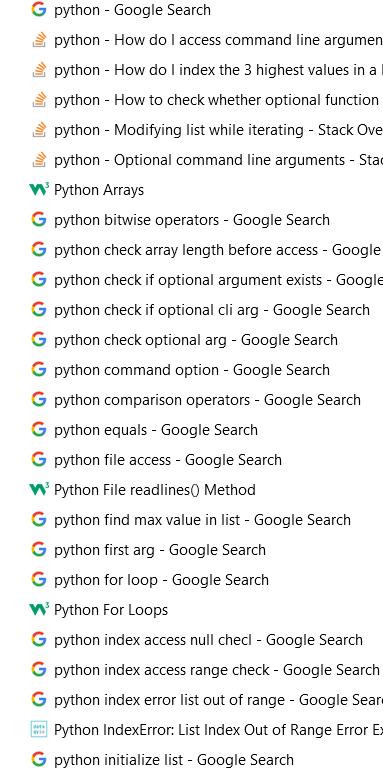 python - Google Search
python - How do I access command line argumen
python - How do I index the 3 highest values in a l
python - How to check whether optional function
python - Modifying list while iterating - Stack Ove
python - Optional command line arguments - Stac
Python Arrays
python bitwise operators - Google Search
python check array length before access - Google
python check if optional argument exists - Google
python check if optional cli arg - Google Search
python check optional arg - Google Search
python command option - Google Search
python comparison operators - Google Search
python equals - Google Search
python file access - Google Search
Python File readlines() Method
python find max value in list - Google Search
python first arg - Google Search
python for loop - Google Search
Python For Loops
python index access null checl - Google Search
python index access range check - Google Search
python index error list out of range - Google Sear
Python IndexError: List Index Out of Range Error Ex
python initialize list - Google Search